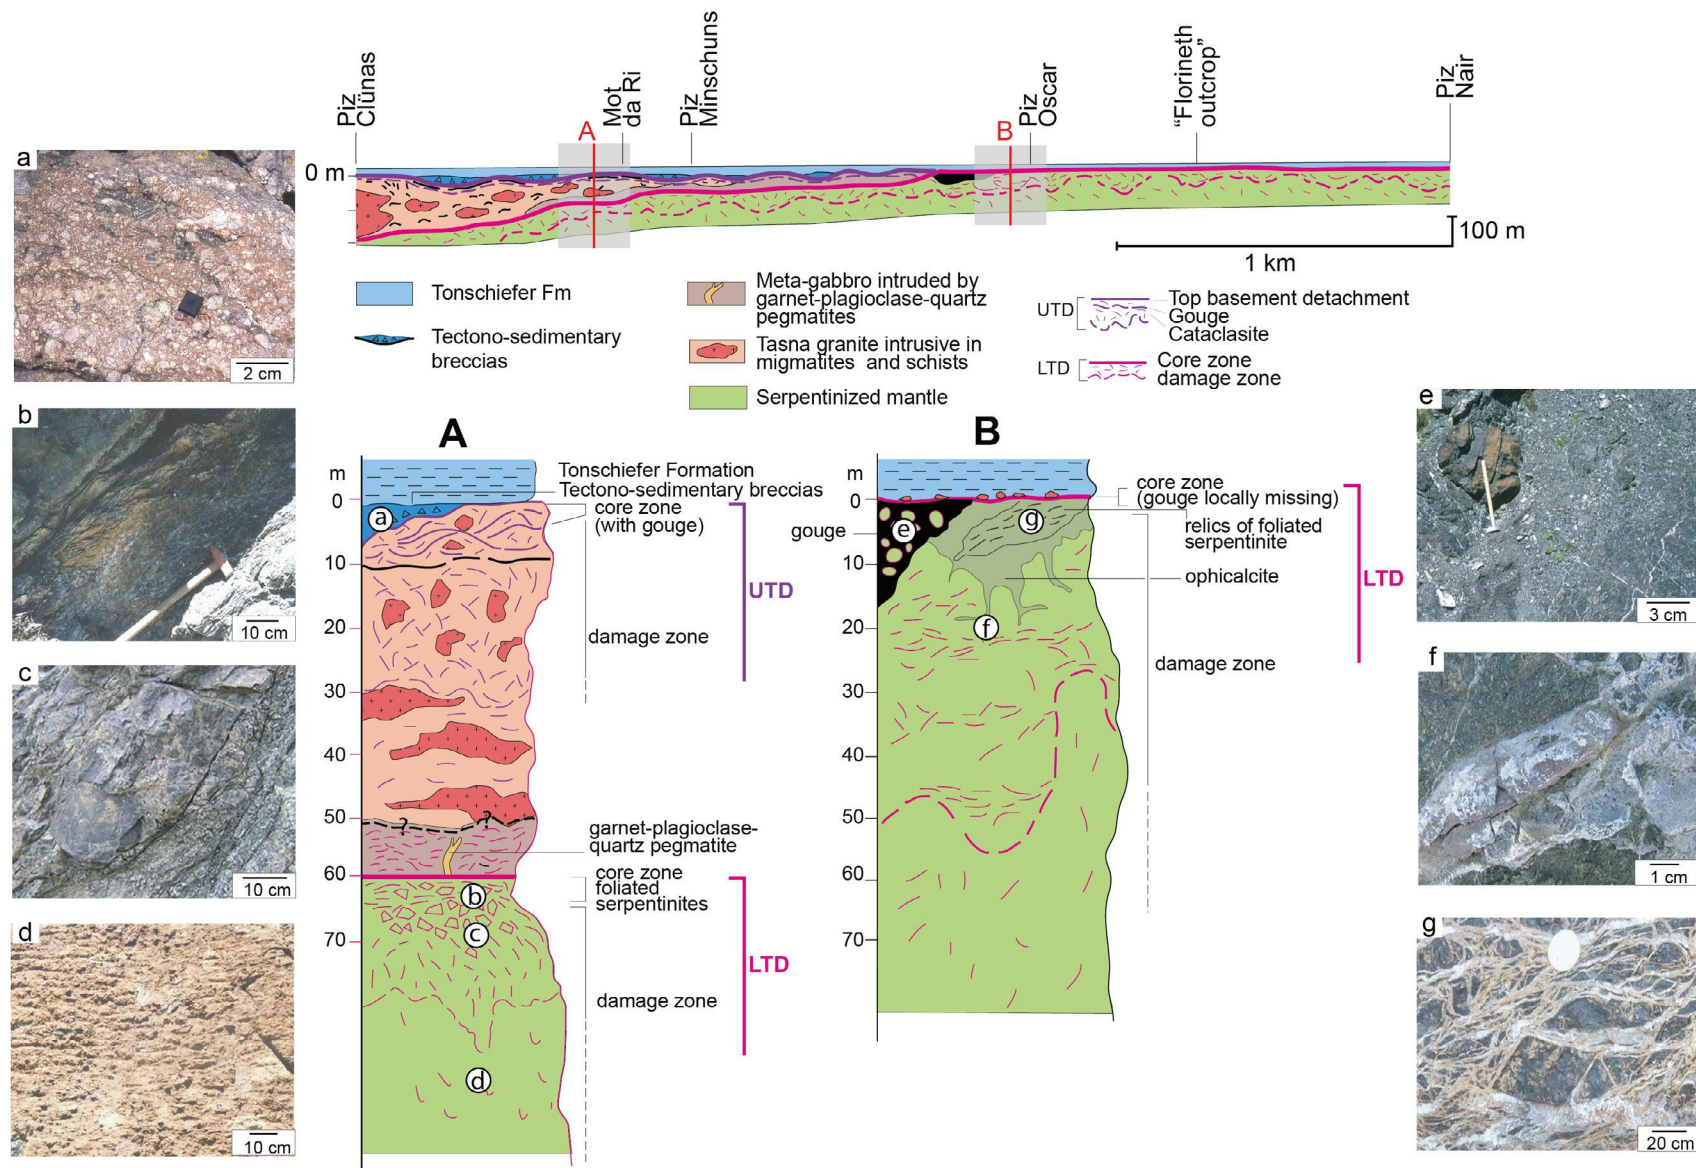 Piz
Clünas
Mot
da Ri
Piz
Minschuns
Piz
Oscar
“Florineth
outcrop”
Piz
Nair
A
B
0 m
100 m
1 km
a
2 cm
b
10 cm
c
10 cm
d
10 cm
Tonschiefer Fm
Tectono-sedimentary
breccias
Meta-gabbro intruded by
garnet-plagioclase-quartz
pegmatites
Tasna granite intrusive in
migmatites and schists
Serpentinized mantle
UTD
Top basement detachment
Gouge
Cataclasite
LTD
Core zone
damage zone
A
m
0
10
20
30
40
50
60
70
Tonschiefer Formation
Tectono-sedimentary breccias
core zone
(with gouge)
a
UTD
damage zone
? ?
garnet-plagioclase-
quartz pegmatite
core zone
foliated
serpentinites
b
c
LTD
damage zone
d
B
m
0
10
20
30
40
50
60
70
core zone
(gouge locally missing)
gouge
e
g
relics of foliated
serpentinite
ophicalcite
LTD
f
damage zone
e
3 cm
f
1 cm
g
20 cm